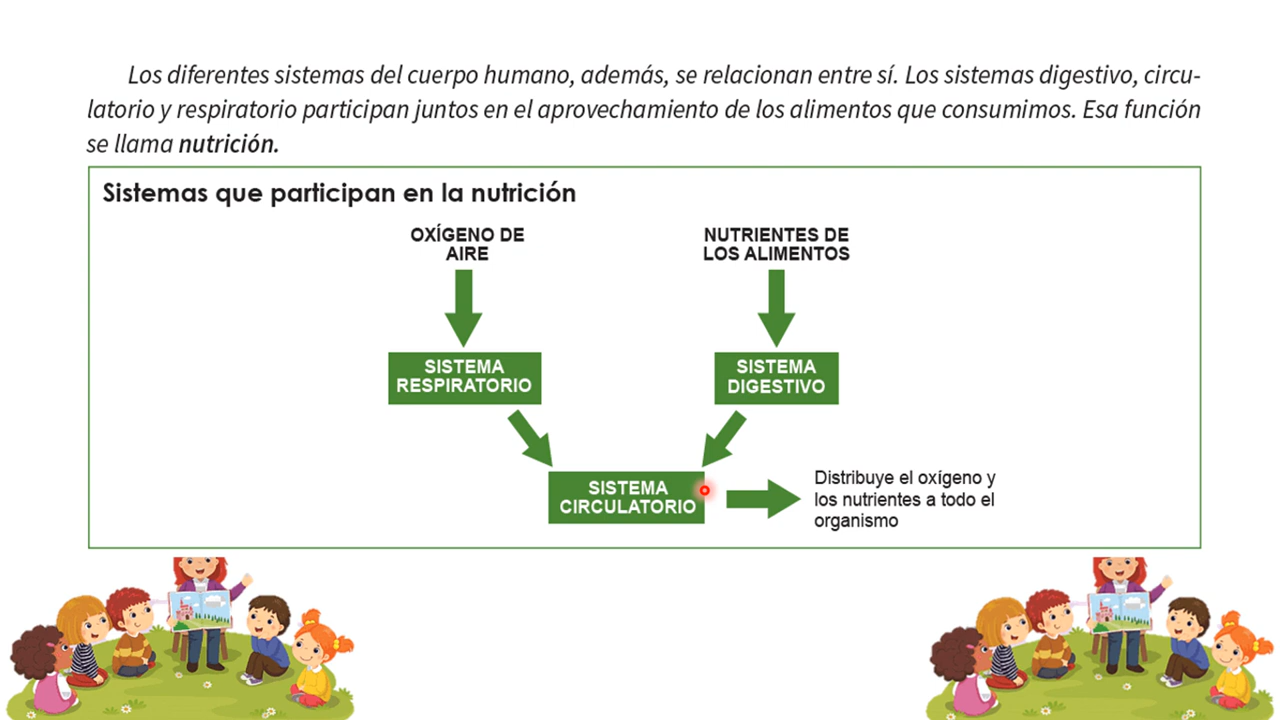 Los diferentes sistemas del cuerpo humano, además, se relacionan entre sí. Los sistemas digestivo, circu-
latorio y respiratorio participan juntos en el aprovechamiento de los alimentos que consumimos. Esa función
se llama nutrición.
Sistemas que participan en la nutrición
OXÍGENO DE
AIRE
NUTRIENTES DE
LOS ALIMENTOS
SISTEMA
RESPIRATORIO
SISTEMA
DIGESTIVO
SISTEMA
CIRCULATORIO
Distribuye el oxígeno y
los nutrientes a todo el
organismo